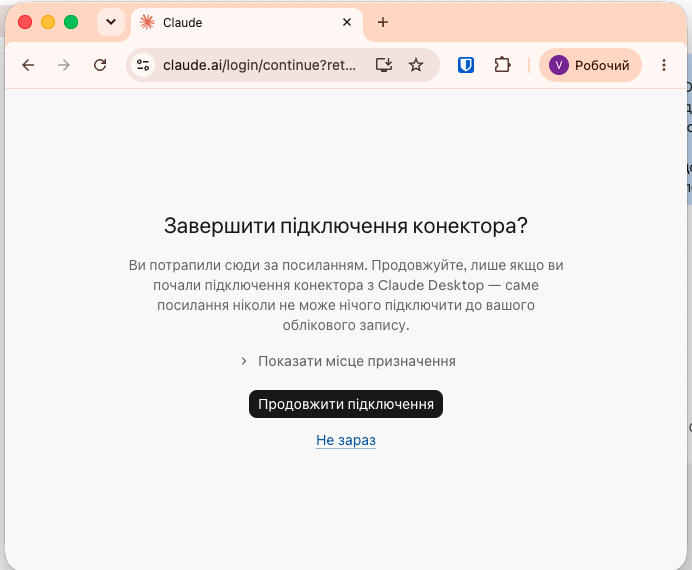 Claude
claude.ai/login/continue?ret...
V Робочий
Завершити підключення конектора?
Ви потрапили сюди за посиланням. Продовжуйте, лише якщо ви
почали підключення конектора з Claude Desktop — саме
посилання ніколи не може нічого підключити до вашого
облікового запису.
Показати місце призначення
Продовжити підключення
Не зараз